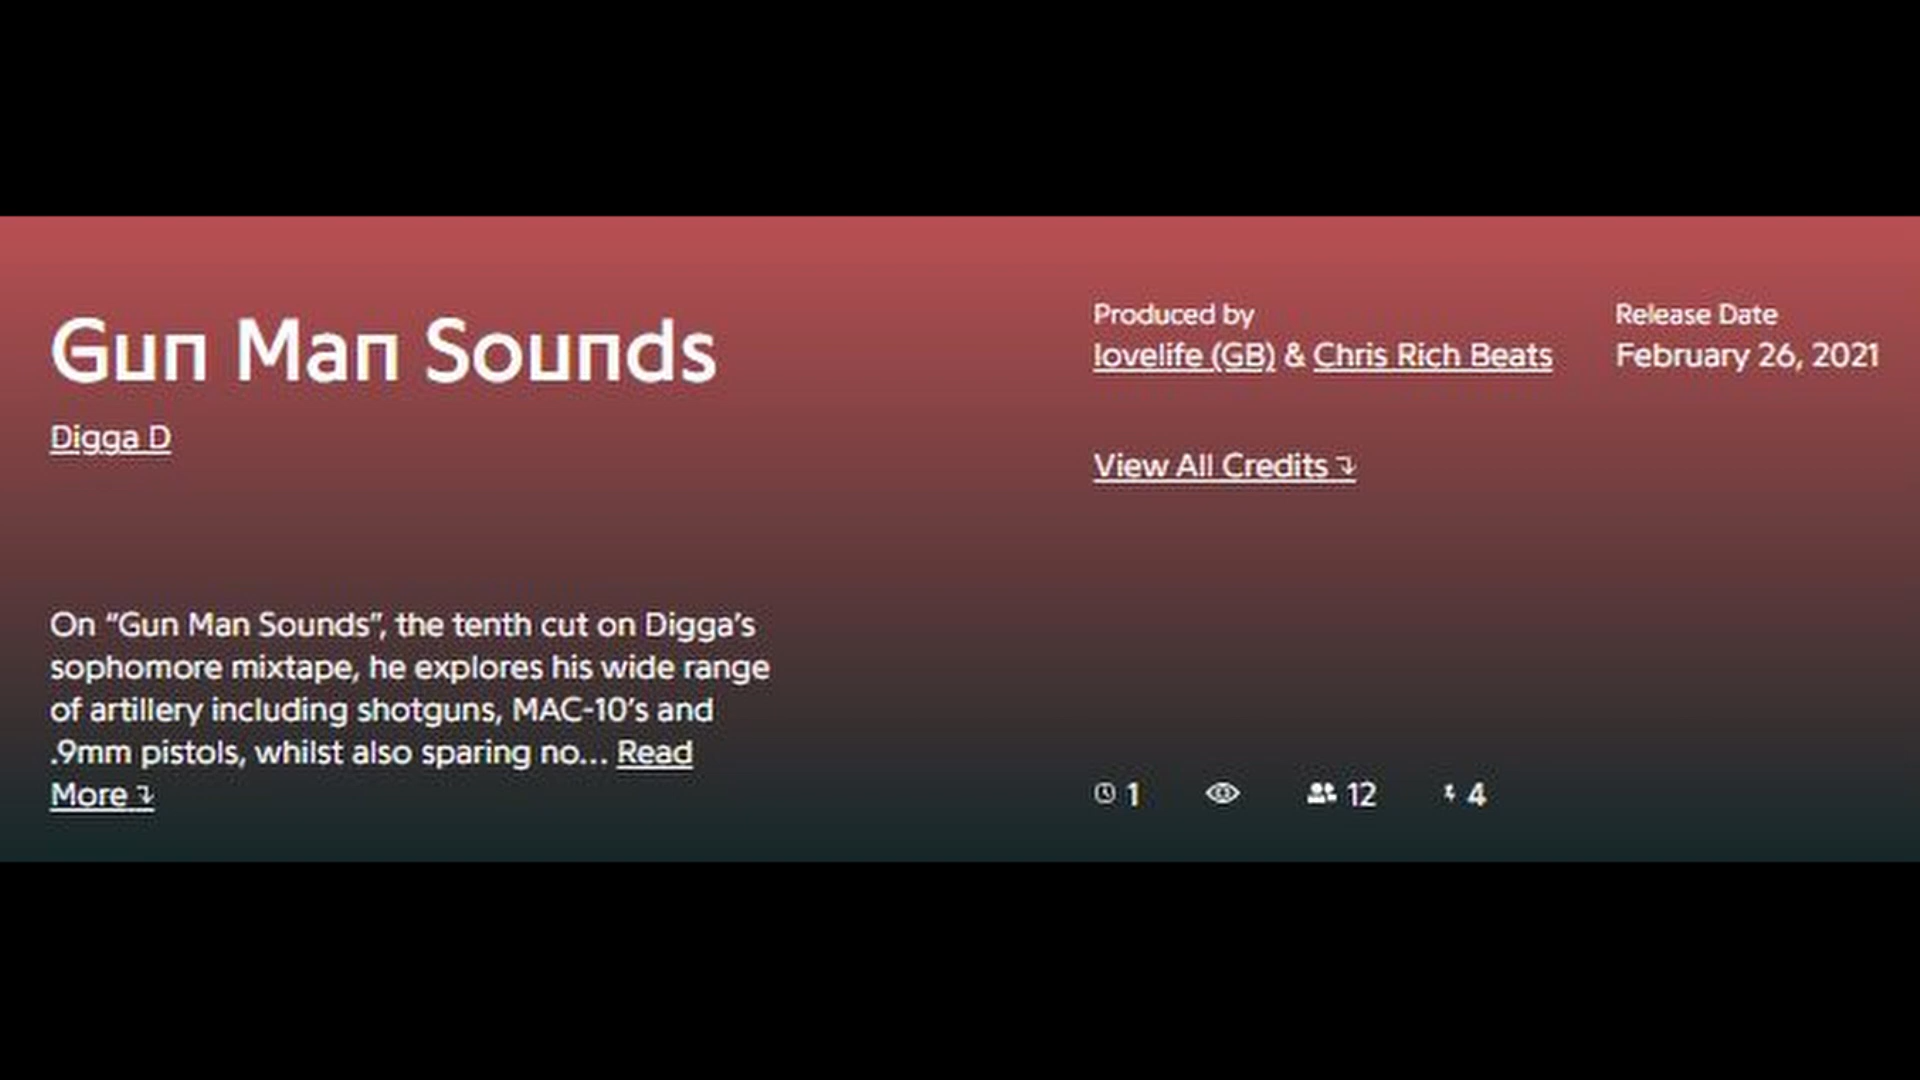 Gun Man Sounds
Digga D
Produced by
lovelife (GB) & Chris Rich Beats
Release Date
February 26, 2021
View All Credits
On “Gun Man Sounds”, the tenth cut on Digga’s
sophomore mixtape, he explores his wide range
of artillery including shotguns, MAC-10’s and
.9mm pistols, whilst also sparing no... Read
More
1
12
4